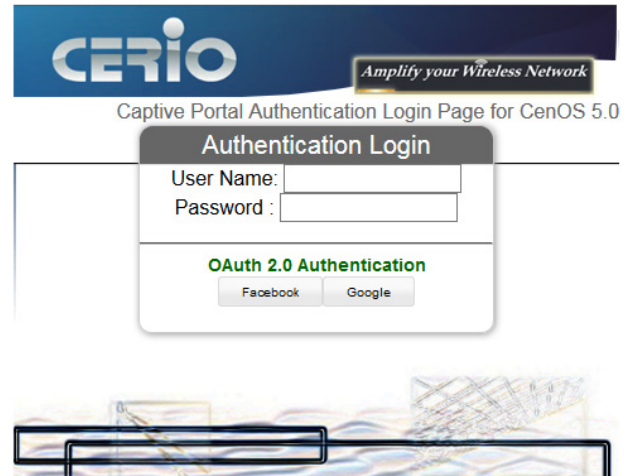 CERIO
Amplify your Wireless Network
Captive Portal Authentication Login Page for CenOS 5.0
Authentication Login
User Name:
Password :
OAuth 2.0 Authentication
Facebook Google